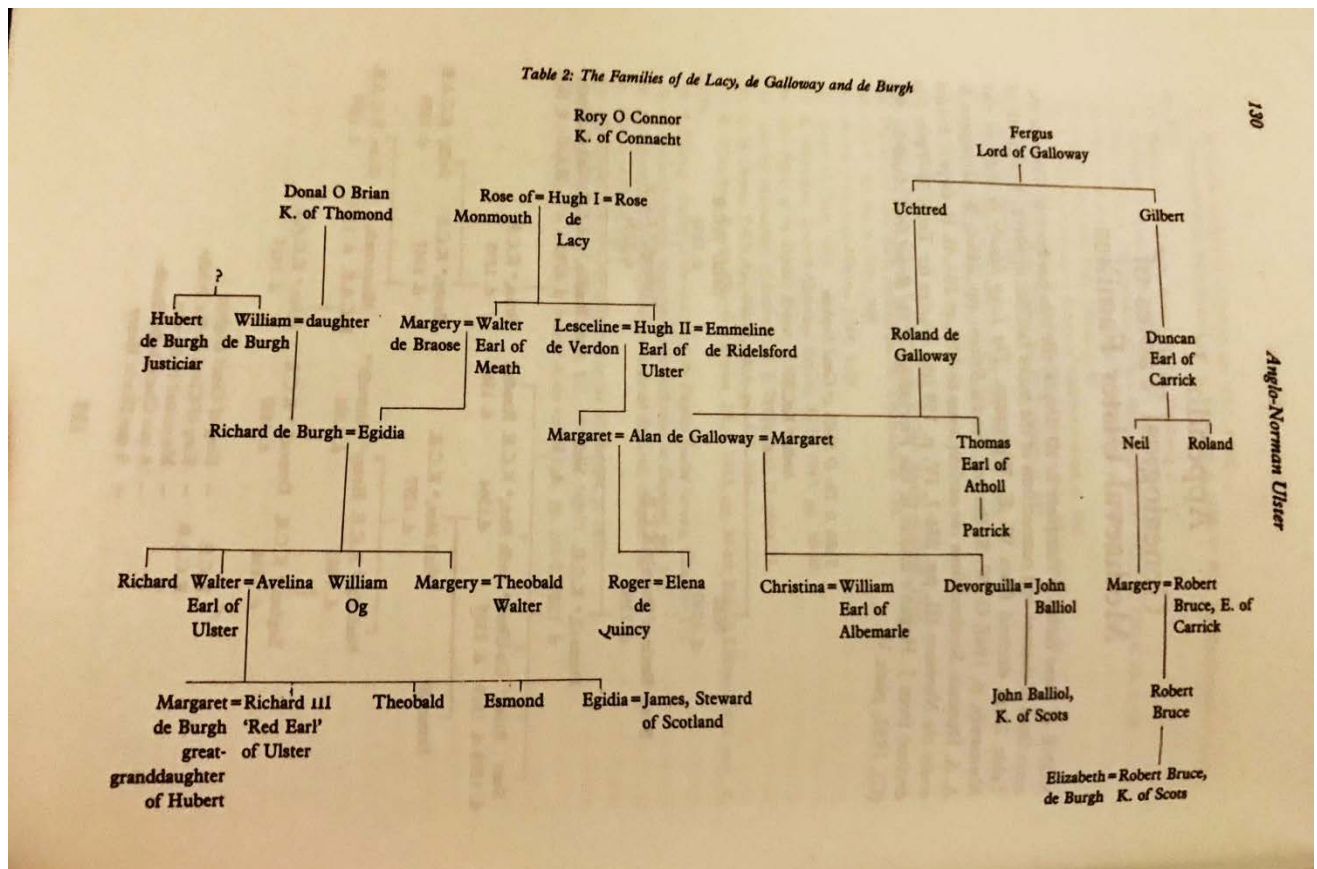 Table 2: The Families of de Lacy, de Galloway and de Burgh
130
Anglo-Norman Ulster
Rory O Connor
K. of Connacht
Fergus
Lord of Galloway
Donal O Brian
K. of Thomond
Rose of = Hugh I = Rose
Monmouth de
Lacy
Uchtred
Gilbert
?
Hubert
de Burgh
Justiciar
William = daughter
de Burgh
Margery = Walter
de Braose Earl of
Meath
Lesceline = Hugh II = Emmeline
de Verdon Earl of de Ridelsford
Ulster
Roland de
Galloway
Duncan
Earl of
Carrick
Richard de Burgh = Egidia
Margaret = Alan de Galloway = Margaret
Thomas
Earl of
Atholl
Patrick
Neil
Roland
Richard
Walter = Avelina
Earl of
Ulster
William
Og
Margery = Theobald
Walter
Roger = Elena
de
Quincy
Christina = William
Earl of
Albemarle
Devorguilla = John
Balliol
Margery = Robert
Bruce, E. of
Carrick
Margaret = Richard III
de Burgh 'Red Earl'
great- of Ulster
granddaughter
of Hubert
Theobald
Esmond
Egidia = James, Steward
of Scotland
John Balliol,
K. of Scots
Robert
Bruce
Elizabeth = Robert Bruce,
de Burgh K. of Scots